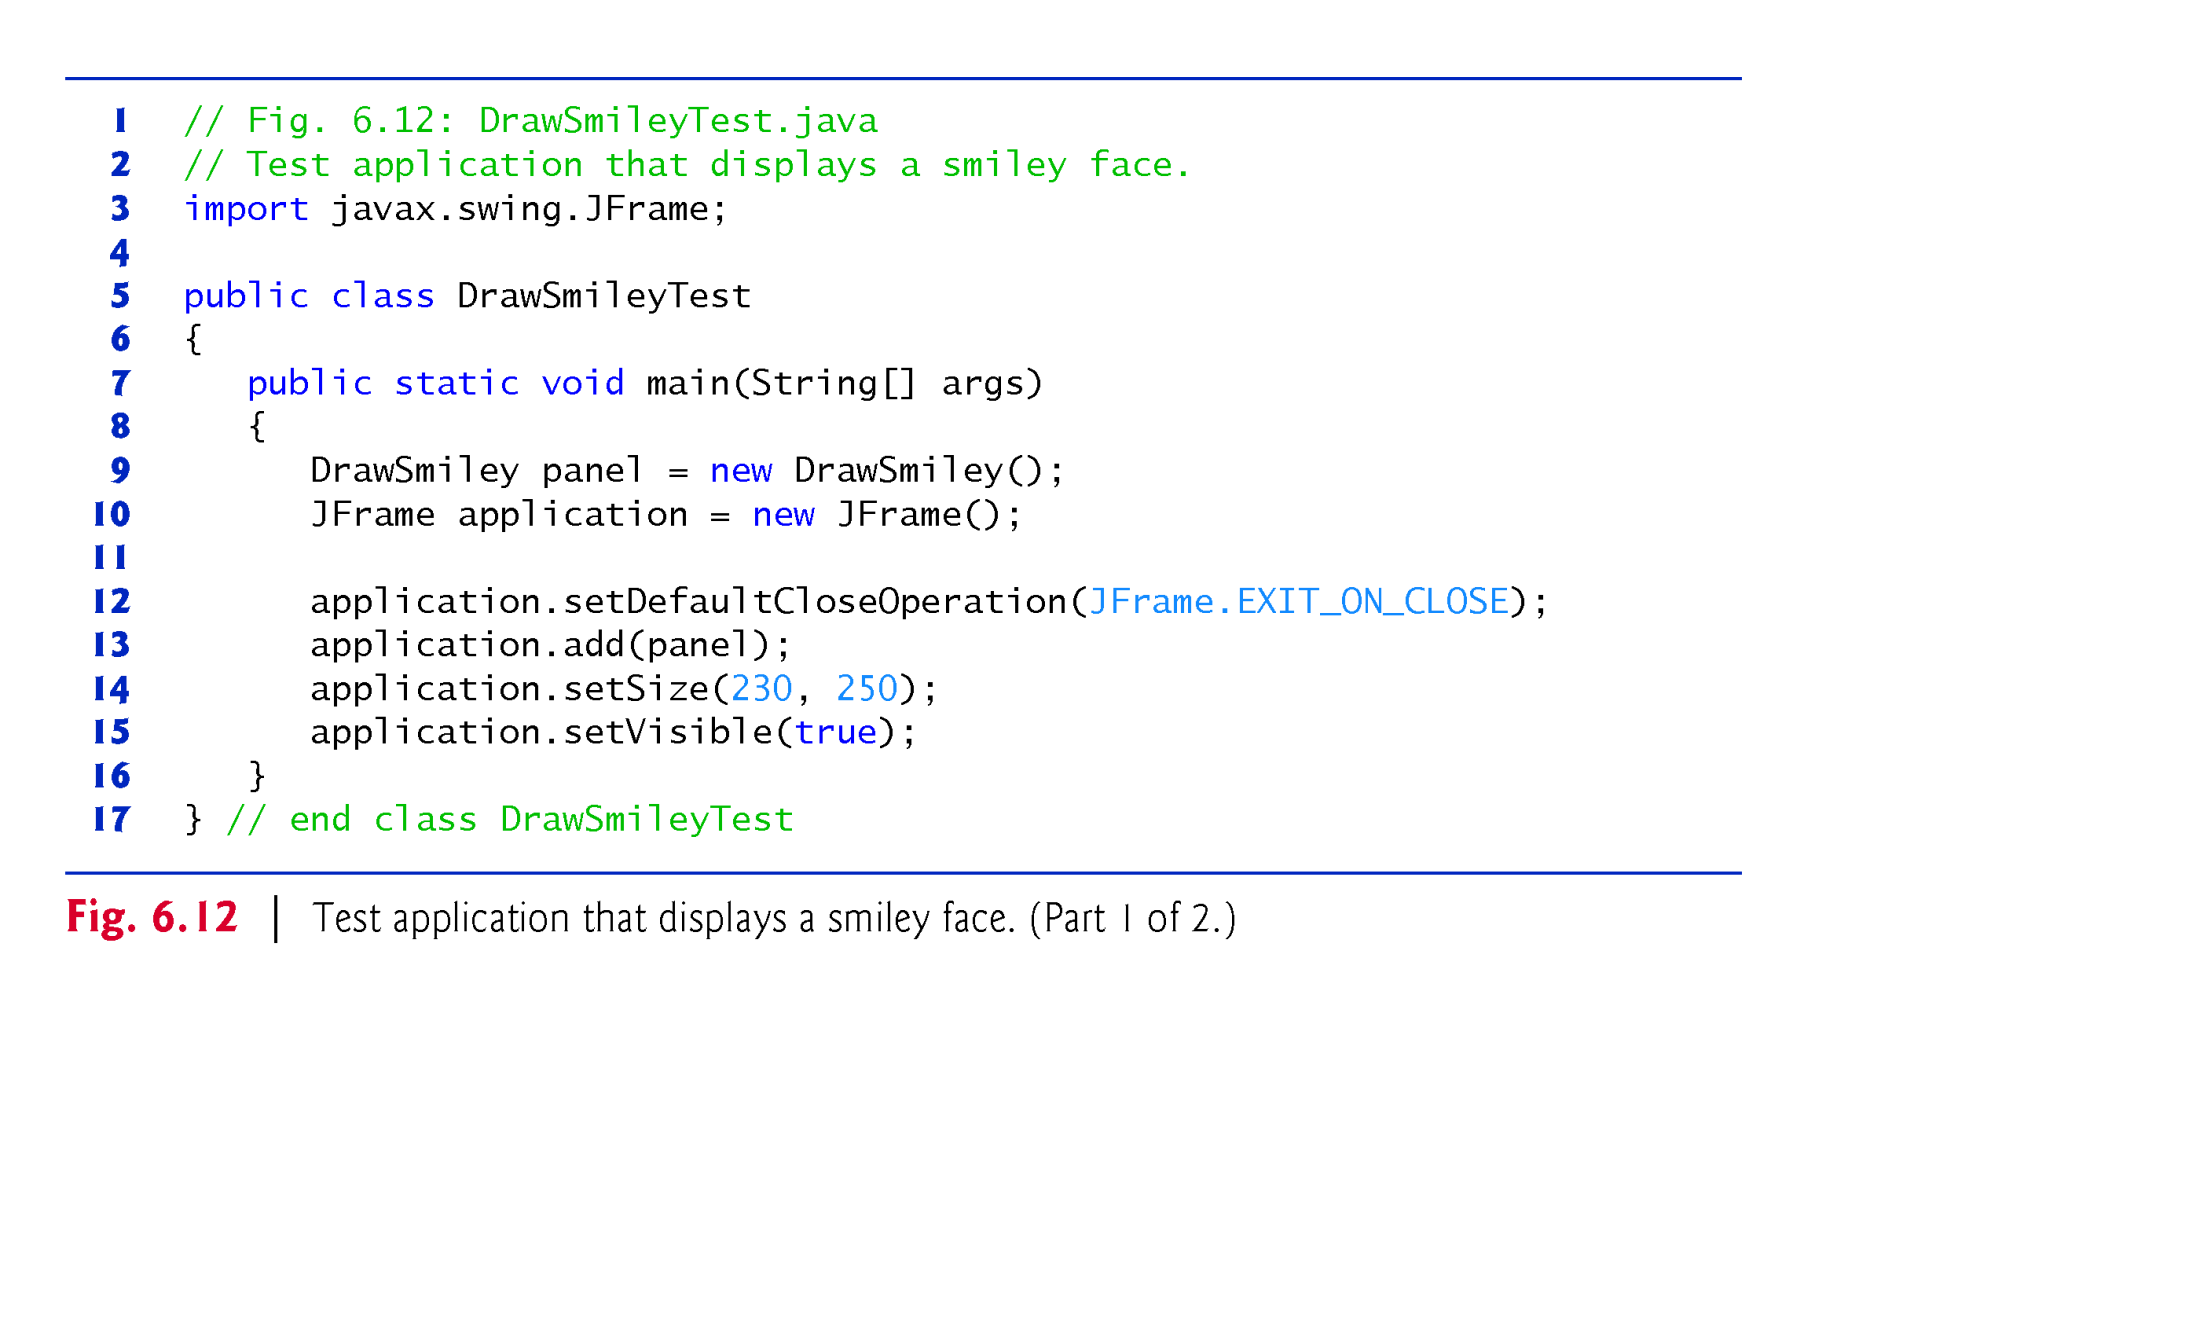 1 // Fig. 6.12: DrawSmileyTest.java
2 // Test application that displays a smiley face.
3 import javax.swing.JFrame;
4
5 public class DrawSmileyTest
6 {
7    public static void main(String[] args)
8    {
9       DrawSmiley panel = new DrawSmiley();
10       JFrame application = new JFrame();
11
12       application.setDefaultCloseOperation(JFrame.EXIT_ON_CLOSE);
13       application.add(panel);
14       application.setSize(230, 250);
15       application.setVisible(true);
16    }
17 } // end class DrawSmileyTest
Fig. 6.12 | Test application that displays a smiley face. (Part 1 of 2.)